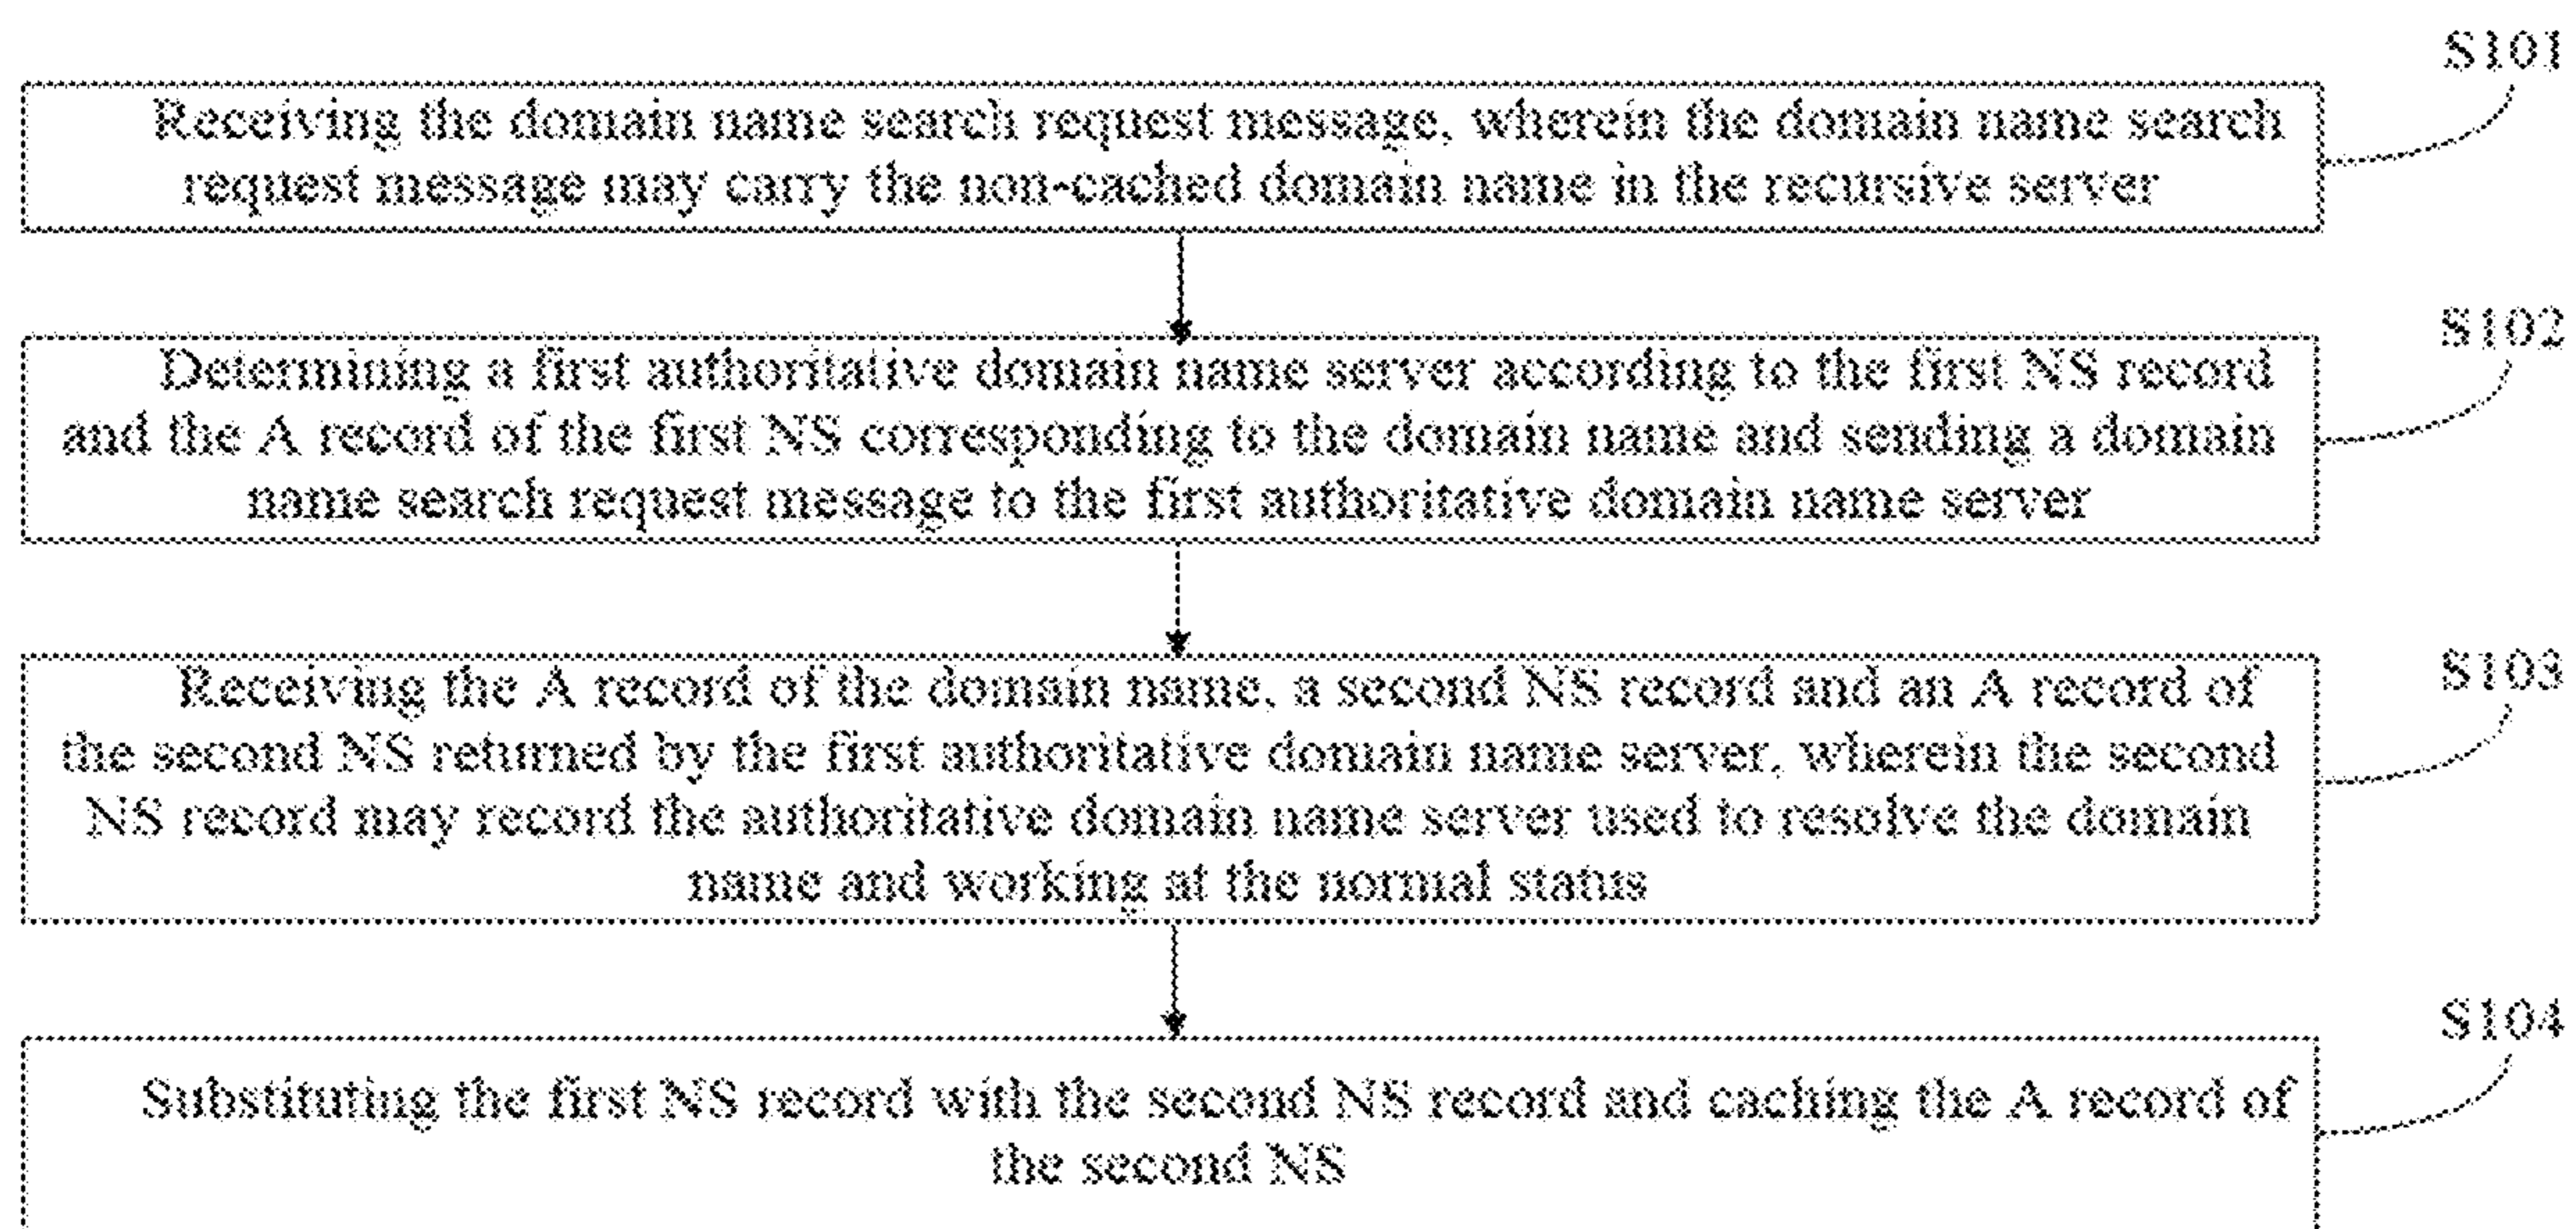 S101
Receiving the domain name search request message, wherein the domain name search
request message may carry the non-cached domain name in the recursive server
S102
Determining a first authoritative domain name server according to the first NS record
and the A record of the first NS corresponding to the domain name and sending a domain
name search request message to the first authoritative domain name server
S103
Receiving the A record of the domain name, a second NS record and an A record of
the second NS returned by the first authoritative domain name server, wherein the second
NS record may record the authoritative domain name server used to resolve the domain
name and working at the normal status
S104
Substituting the first NS record with the second NS record and caching the A record of
the second NS